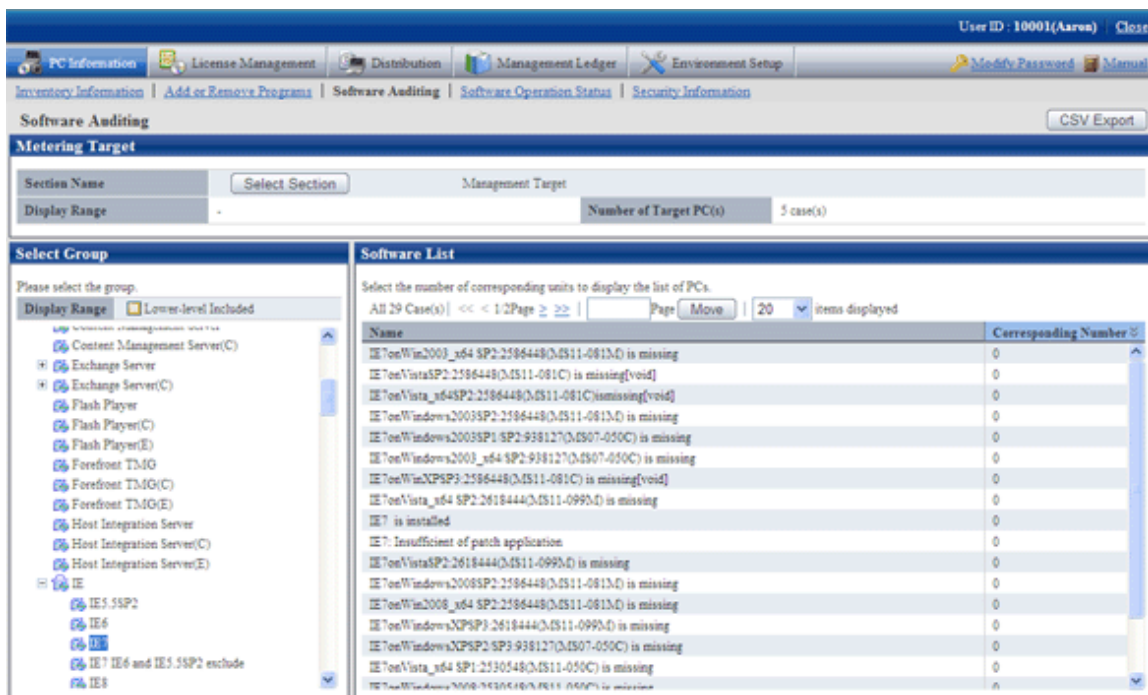 User ID : 10001(Aaron) Close
PC Information License Management Distribution Management Ledger Environment Setup Modify Password Manual
Inventory Information | Add or Remove Programs | Software Auditing | Software Operation Status | Security Information
Software Auditing CSV Export
Metering Target
Section Name Select Section Management Target
Display Range - Number of Target PC(s) 5 case(s)
Select Group
Please select the group.
Display Range Lower-level Included
Content Management Server
Content Management Server(C)
Exchange Server
Exchange Server(C)
Flash Player
Flash Player(C)
Flash Player(E)
Forefront TMG
Forefront TMG(C)
Forefront TMG(E)
Host Integration Server
Host Integration Server(C)
Host Integration Server(E)
IE
IE5.5SP2
IE6
IE7
IE7 IE6 and IE5.5SP2 exclude
IE8
Software List
Select the number of corresponding units to display the list of PCs.
All 29 Case(s) | << < 1/2Page > >> | Page Move | 20 items displayed
Name Corresponding Number
IE7onWin2003_x64 SP2:2586448(MS11-081M) is missing 0
IE7onVistaSP2:2586448(MS11-081C) is missing[void] 0
IE7onVista_x64SP2:2586448(MS11-081C)ismissing[void] 0
IE7onWindows2003SP2:2586448(MS11-081M) is missing 0
IE7onWindows2003SP1/SP2:938127(MS07-050C) is missing 0
IE7onWindows2003_x64/SP2:938127(MS07-050C) is missing 0
IE7onWinXPSP3:2586448(MS11-081C) is missing[void] 0
IE7onVista_x64 SP2:2618444(MS11-099M) is missing 0
IE7 is installed 0
IE7: Insufficient of patch application 0
IE7onVistaSP2:2618444(MS11-099M) is missing 0
IE7onWindows2008SP2:2586448(MS11-081M) is missing 0
IE7onWin2008_x64 SP2:2586448(MS11-081M) is missing 0
IE7onWindowsXPSP3:2618444(MS11-099M) is missing 0
IE7onWindowsXPSP2/SP3:938127(MS07-050C) is missing 0
IE7onVista_x64 SP1:2530548(MS11-050C) is missing 0
IE7onWindows2008:2530548(MS11-050C) is missing 0